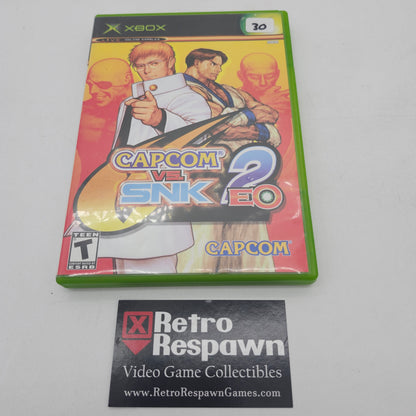 XBOX
30
CAPCOM
VS.
SNK 2
EO
TEEN
T
ESRB
CAPCOM
Retro
Respawn
Video Game Collectibles
www.RetroRespawnGames.com